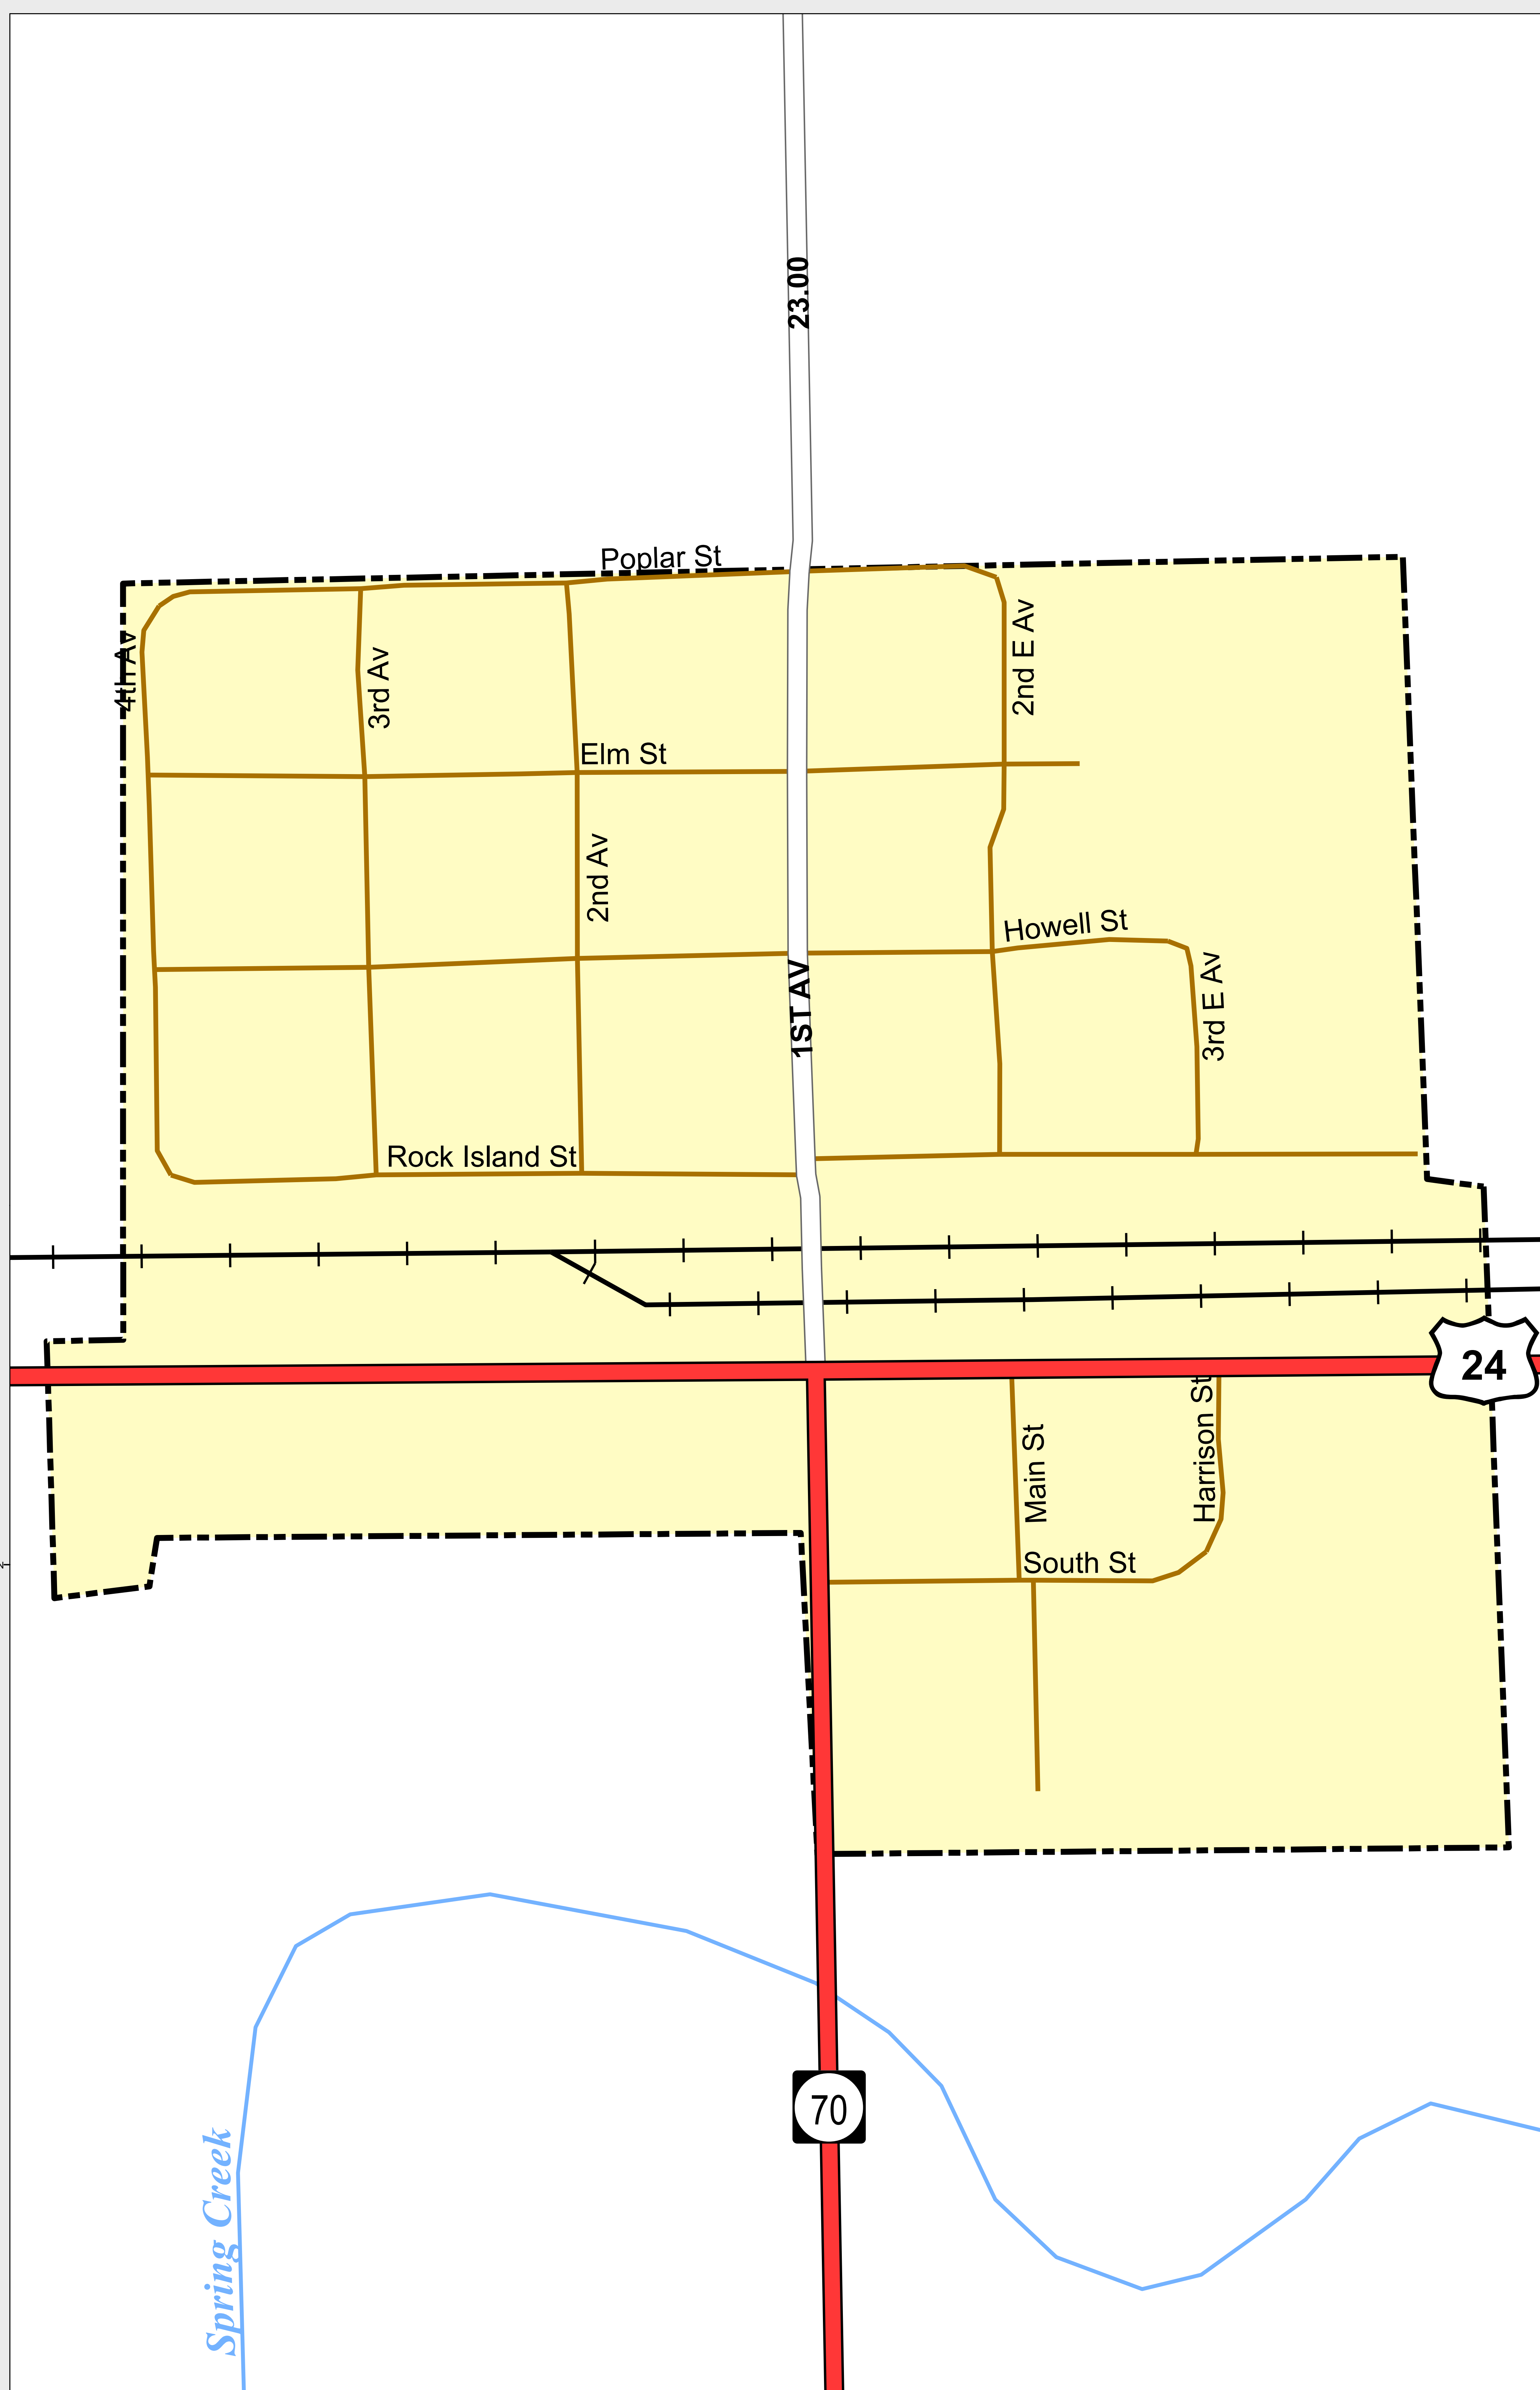 23.00
Poplar St
4th Av
3rd Av
2nd E Av
Elm St
2nd Av
Howell St
1ST AV
3rd E Av
Rock Island St
24
Main St
Harrison St
South St
70
Spring Creek